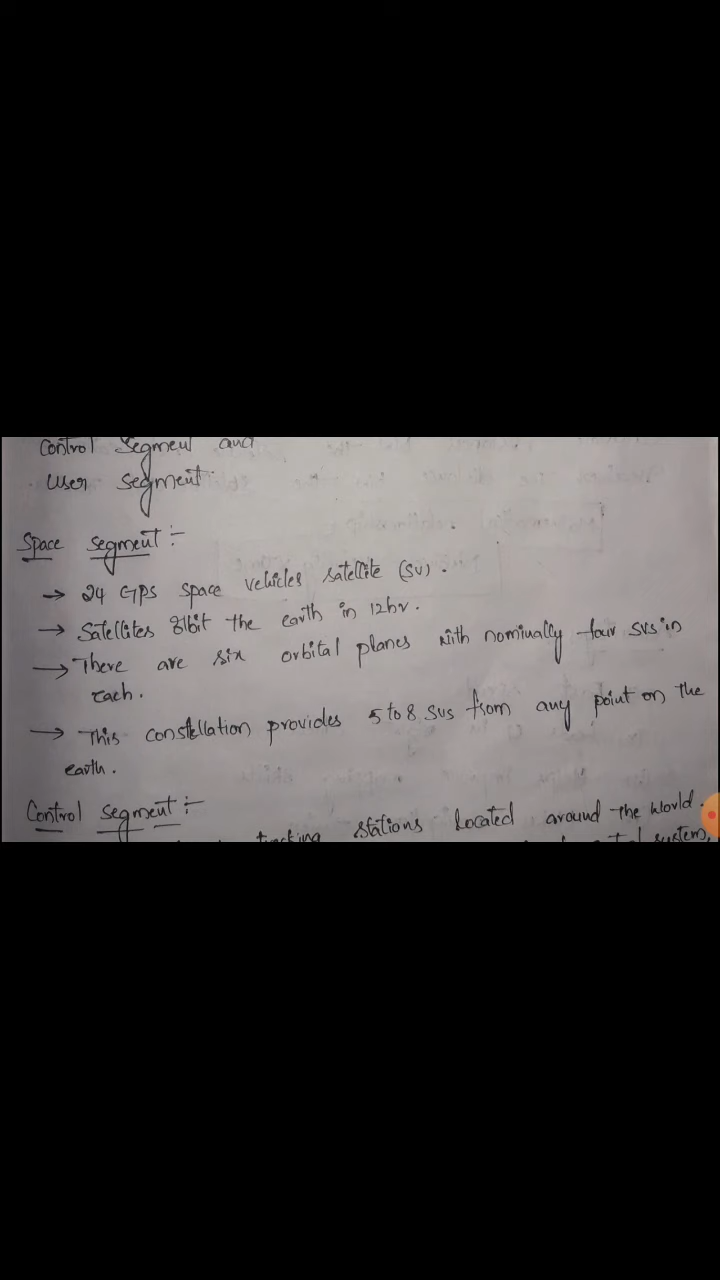 Control Segment and
User Segment
Space segment :-
→ 24 GPS space vehicles satellite (SV).
→ Satellites orbit the earth in 12hr.
→ There are six orbital planes with nominally four SVs in
each.
→ This constellation provides 5 to 8 SVs from any point on the
earth.
Control segment :-
tracking stations located around the world.
system,